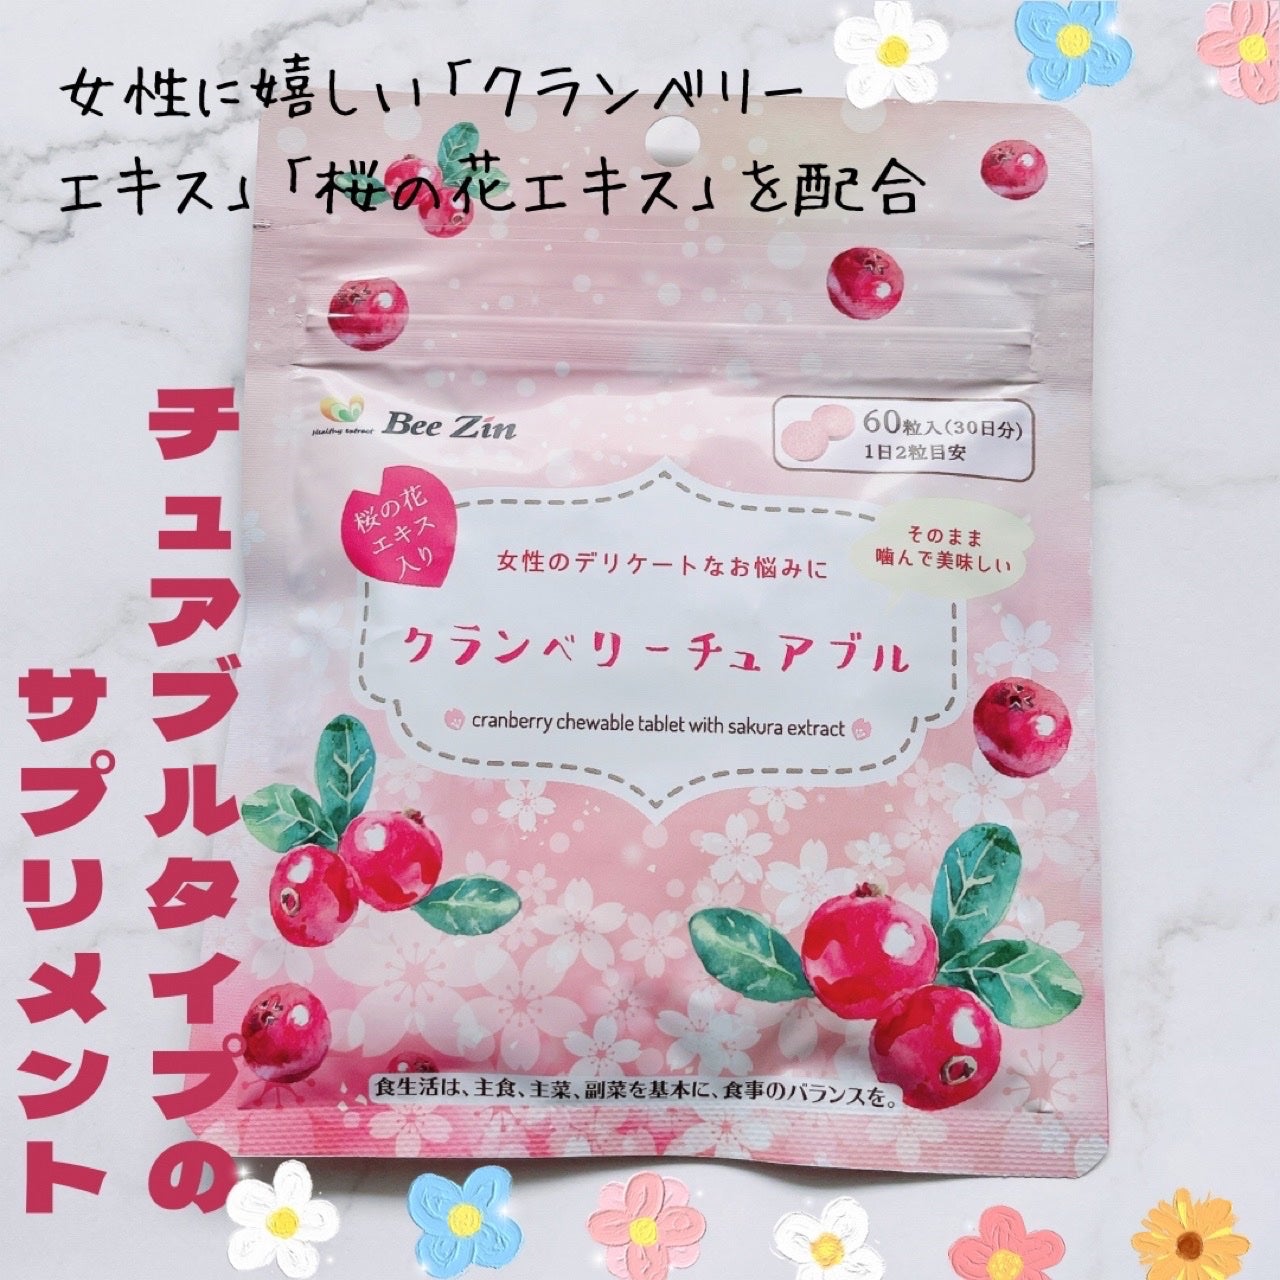 女性に嬉しい「クランベリー
エキス」「桜の花エキス」を配合
チュアブルタイプの
サプリメント
Healthy extract
Bee Zin
60粒入(30日分)
1日2粒目安
桜の花
エキス
入り
そのまま
噛んで美味しい
女性のデリケートなお悩みに
クランベリーチュアブル
cranberry chewable tablet with sakura extract
食生活は、主食、主菜、副菜を基本に、食事のバランスを。